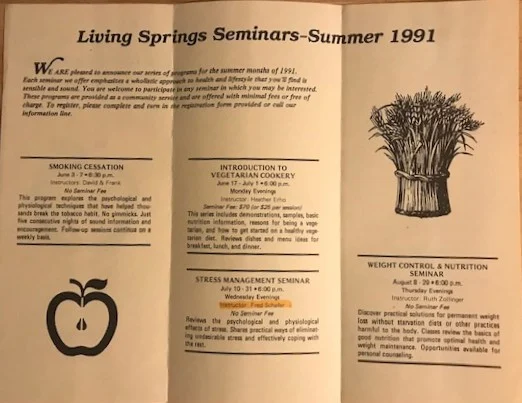 Living Springs Seminars-Summer 1991
WE ARE pleased to announce our series of programs for the summer months of 1991.
Each seminar we offer emphasizes a wholistic approach to health and lifestyle that you'll find is
sensible and sound. You are welcome to participate in any seminar in which you may be interested.
These programs are provided as a community service and are offered with minimal fees or free of
charge. To register, please complete and turn in the registration form provided or call our
information line.
SMOKING CESSATION
June 3 - 7 • 6:00 p.m.
Instructors: David & Frank
No Seminar Fee
This program explores the psychological and
physiological techniques that have helped thou-
sands break the tobacco habit. No gimmicks. Just
five consecutive nights of sound information and
encouragement. Follow-up sessions continue on a
weekly basis.
INTRODUCTION TO
VEGETARIAN COOKERY
June 17 - July 1 • 6:00 p.m.
Monday Evenings
Instructor: Heather Erho
Seminar Fee: $70 (or $25 per session)
This series includes demonstrations, samples, basic
nutrition information, reasons for being a vege-
tarian, and how to get started on a healthy vege-
tarian diet. Reviews dishes and menu ideas for
breakfast, lunch, and dinner.
STRESS MANAGEMENT SEMINAR
July 10 - 31 • 6:00 p.m.
Wednesday Evenings
Instructor: Fred
No Seminar Fee
Reviews the psychological and physiological
effects of stress. Shares practical ways of eliminat-
ing undesirable stress and effectively coping with
the rest.
WEIGHT CONTROL & NUTRITION
SEMINAR
August 8 - 29 • 6:00 p.m.
Thursday Evenings
Instructor: Ruth Zollinger
No Seminar Fee
Discover practical solutions for permanent weight
loss without starvation diets or other practices
harmful to the body. Classes review the basics of
good nutrition that promote optimal health and
weight maintenance. Opportunities available for
personal counseling.